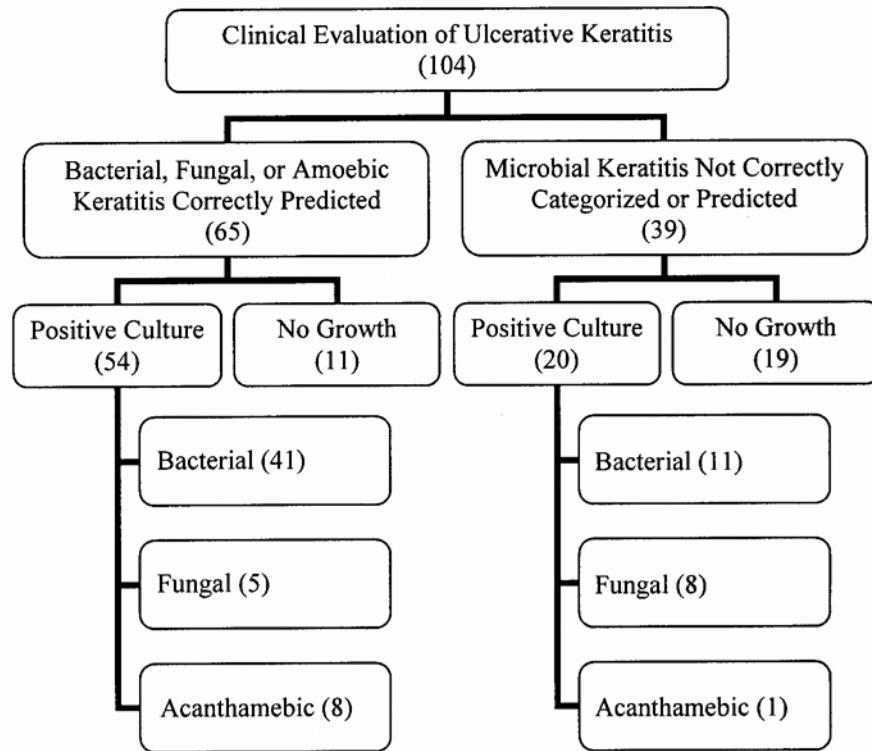 Clinical Evaluation of Ulcerative Keratitis
(104)
Bacterial, Fungal, or Amoebic
Keratitis Correctly Predicted
(65)
Microbial Keratitis Not Correctly
Categorized or Predicted
(39)
Positive Culture
(54)
No Growth
(11)
Positive Culture
(20)
No Growth
(19)
Bacterial (41)
Fungal (5)
Acanthamebic (8)
Bacterial (11)
Fungal (8)
Acanthamebic (1)